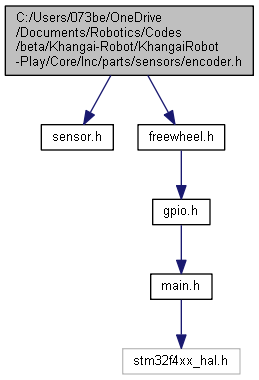 C:/Users/073be/OneDrive
/Documents/Robotics/Codes
/beta/Khangai-Robot/KhangaiRobot
-Play/Core/Inc/parts/sensors/encoder.h
sensor.h
freewheel.h
gpio.h
main.h
stm32f4xx_hal.h